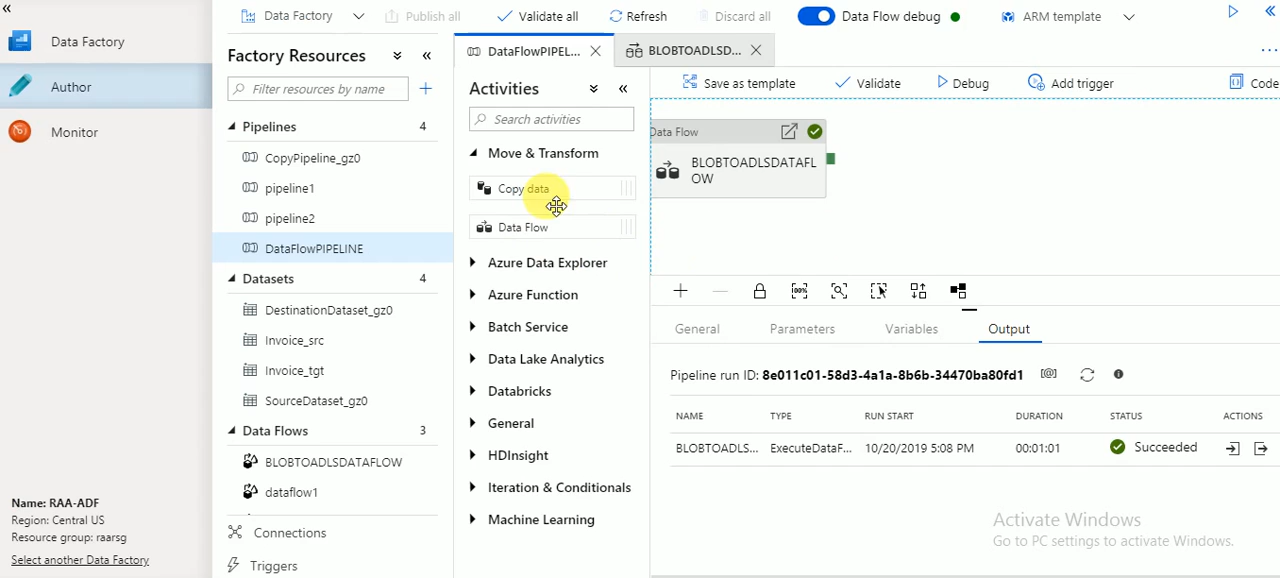 Data Factory
Author
Monitor
Name: RAA-ADF
Region: Central US
Resource group: raarsg
Select another Data Factory
Data Factory
Publish all
Validate all
Refresh
Discard all
Data Flow debug
ARM template
Factory Resources
Filter resources by name
Pipelines 4
CopyPipeline_gz0
pipeline1
pipeline2
DataFlowPIPELINE
Datasets 4
DestinationDataset_gz0
Invoice_src
Invoice_tgt
SourceDataset_gz0
Data Flows 3
BLOBTOADLSDATAFLOW
dataflow1
Connections
Triggers
DataFlowPIPEL...
BLOBTOADLSD...
Activities
Search activities
Move & Transform
Copy data
Data Flow
Azure Data Explorer
Azure Function
Batch Service
Data Lake Analytics
Databricks
General
HDInsight
Iteration & Conditionals
Machine Learning
Save as template
Validate
Debug
Add trigger
Code
Data Flow
BLOBTOADLSDATAFL
OW
General
Parameters
Variables
Output
Pipeline run ID: 8e011c01-58d3-4a1a-8b6b-34470ba80fd1
NAME TYPE RUN START DURATION STATUS ACTIONS
BLOBTOADLS... ExecuteDataF... 10/20/2019 5:08 PM 00:01:01 Succeeded
Activate Windows
Go to PC settings to activate Windows.